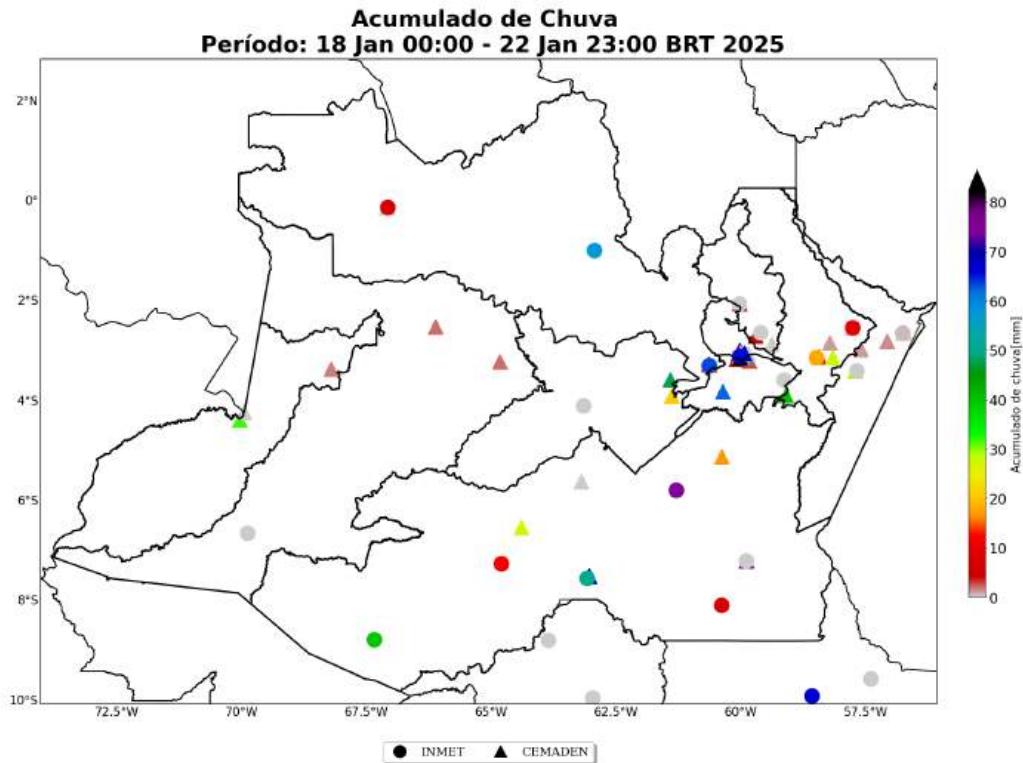 Acumulado de Chuva
Período: 18 Jan 00:00 - 22 Jan 23:00 BRT 2025
2°N
0°
2°S
4°S
6°S
8°S
10°S
72.5°W 70°W 67.5°W 65°W 62.5°W 60°W 57.5°W
80
70
60
50
40
30
20
10
0
Acumulado de chuva[mm]
INMET CEMADEN